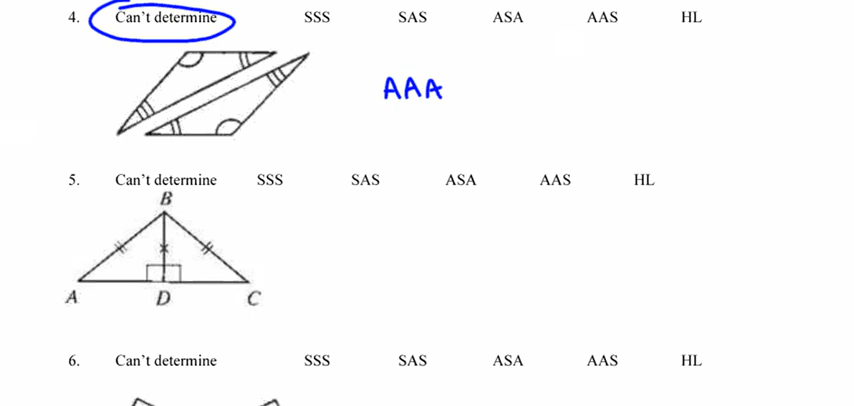 4. Can't determine SSS SAS ASA AAS HL
AAA
5. Can't determine SSS SAS ASA AAS HL
B
A D C
6. Can't determine SSS SAS ASA AAS HL